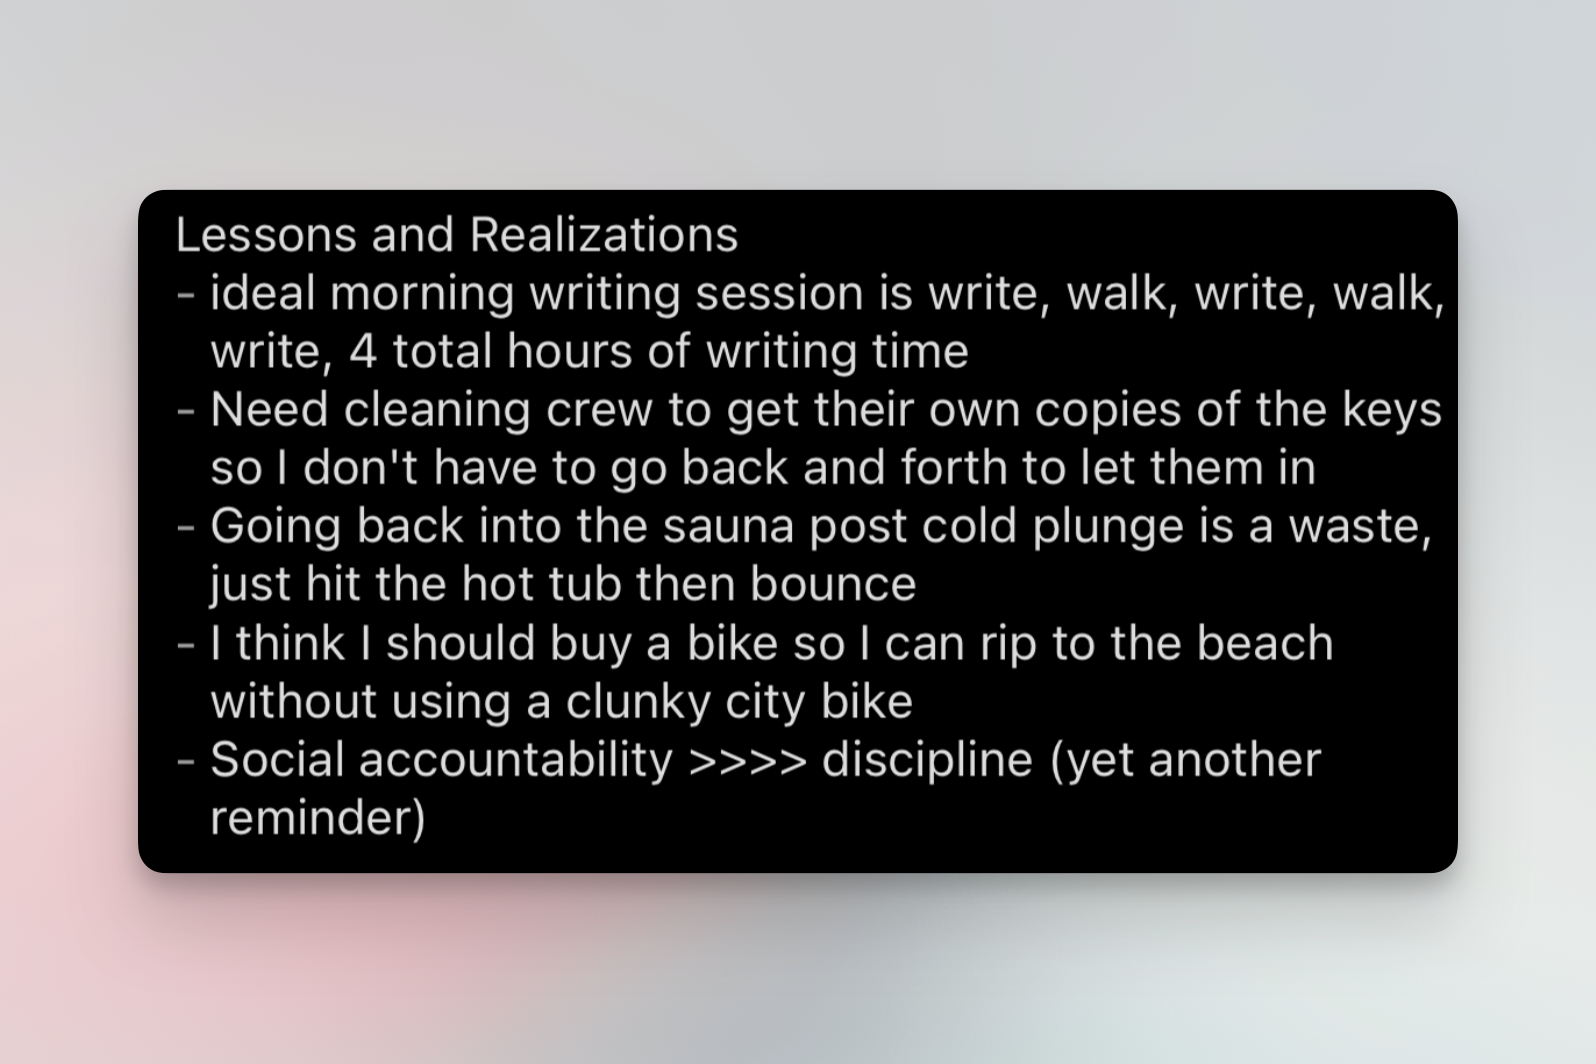 Lessons and Realizations
- ideal morning writing session is write, walk, write, walk,
write, 4 total hours of writing time
- Need cleaning crew to get their own copies of the keys
so I don't have to go back and forth to let them in
- Going back into the sauna post cold plunge is a waste,
just hit the hot tub then bounce
- I think I should buy a bike so I can rip to the beach
without using a clunky city bike
- Social accountability >>>> discipline (yet another
reminder)